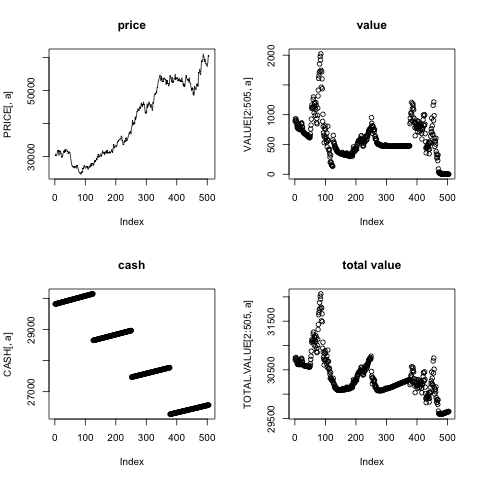 price
PRICE[, a]
30000
50000
0
100
200
300
400
500
Index
value
VALUE[2:505, a]
0
500
1000
2000
0
100
200
300
400
500
Index
cash
CASH[, a]
27000
29000
0
100
200
300
400
500
Index
total value
TOTAL.VALUE[2:505, a]
29500
30500
31500
0
100
200
300
400
500
Index